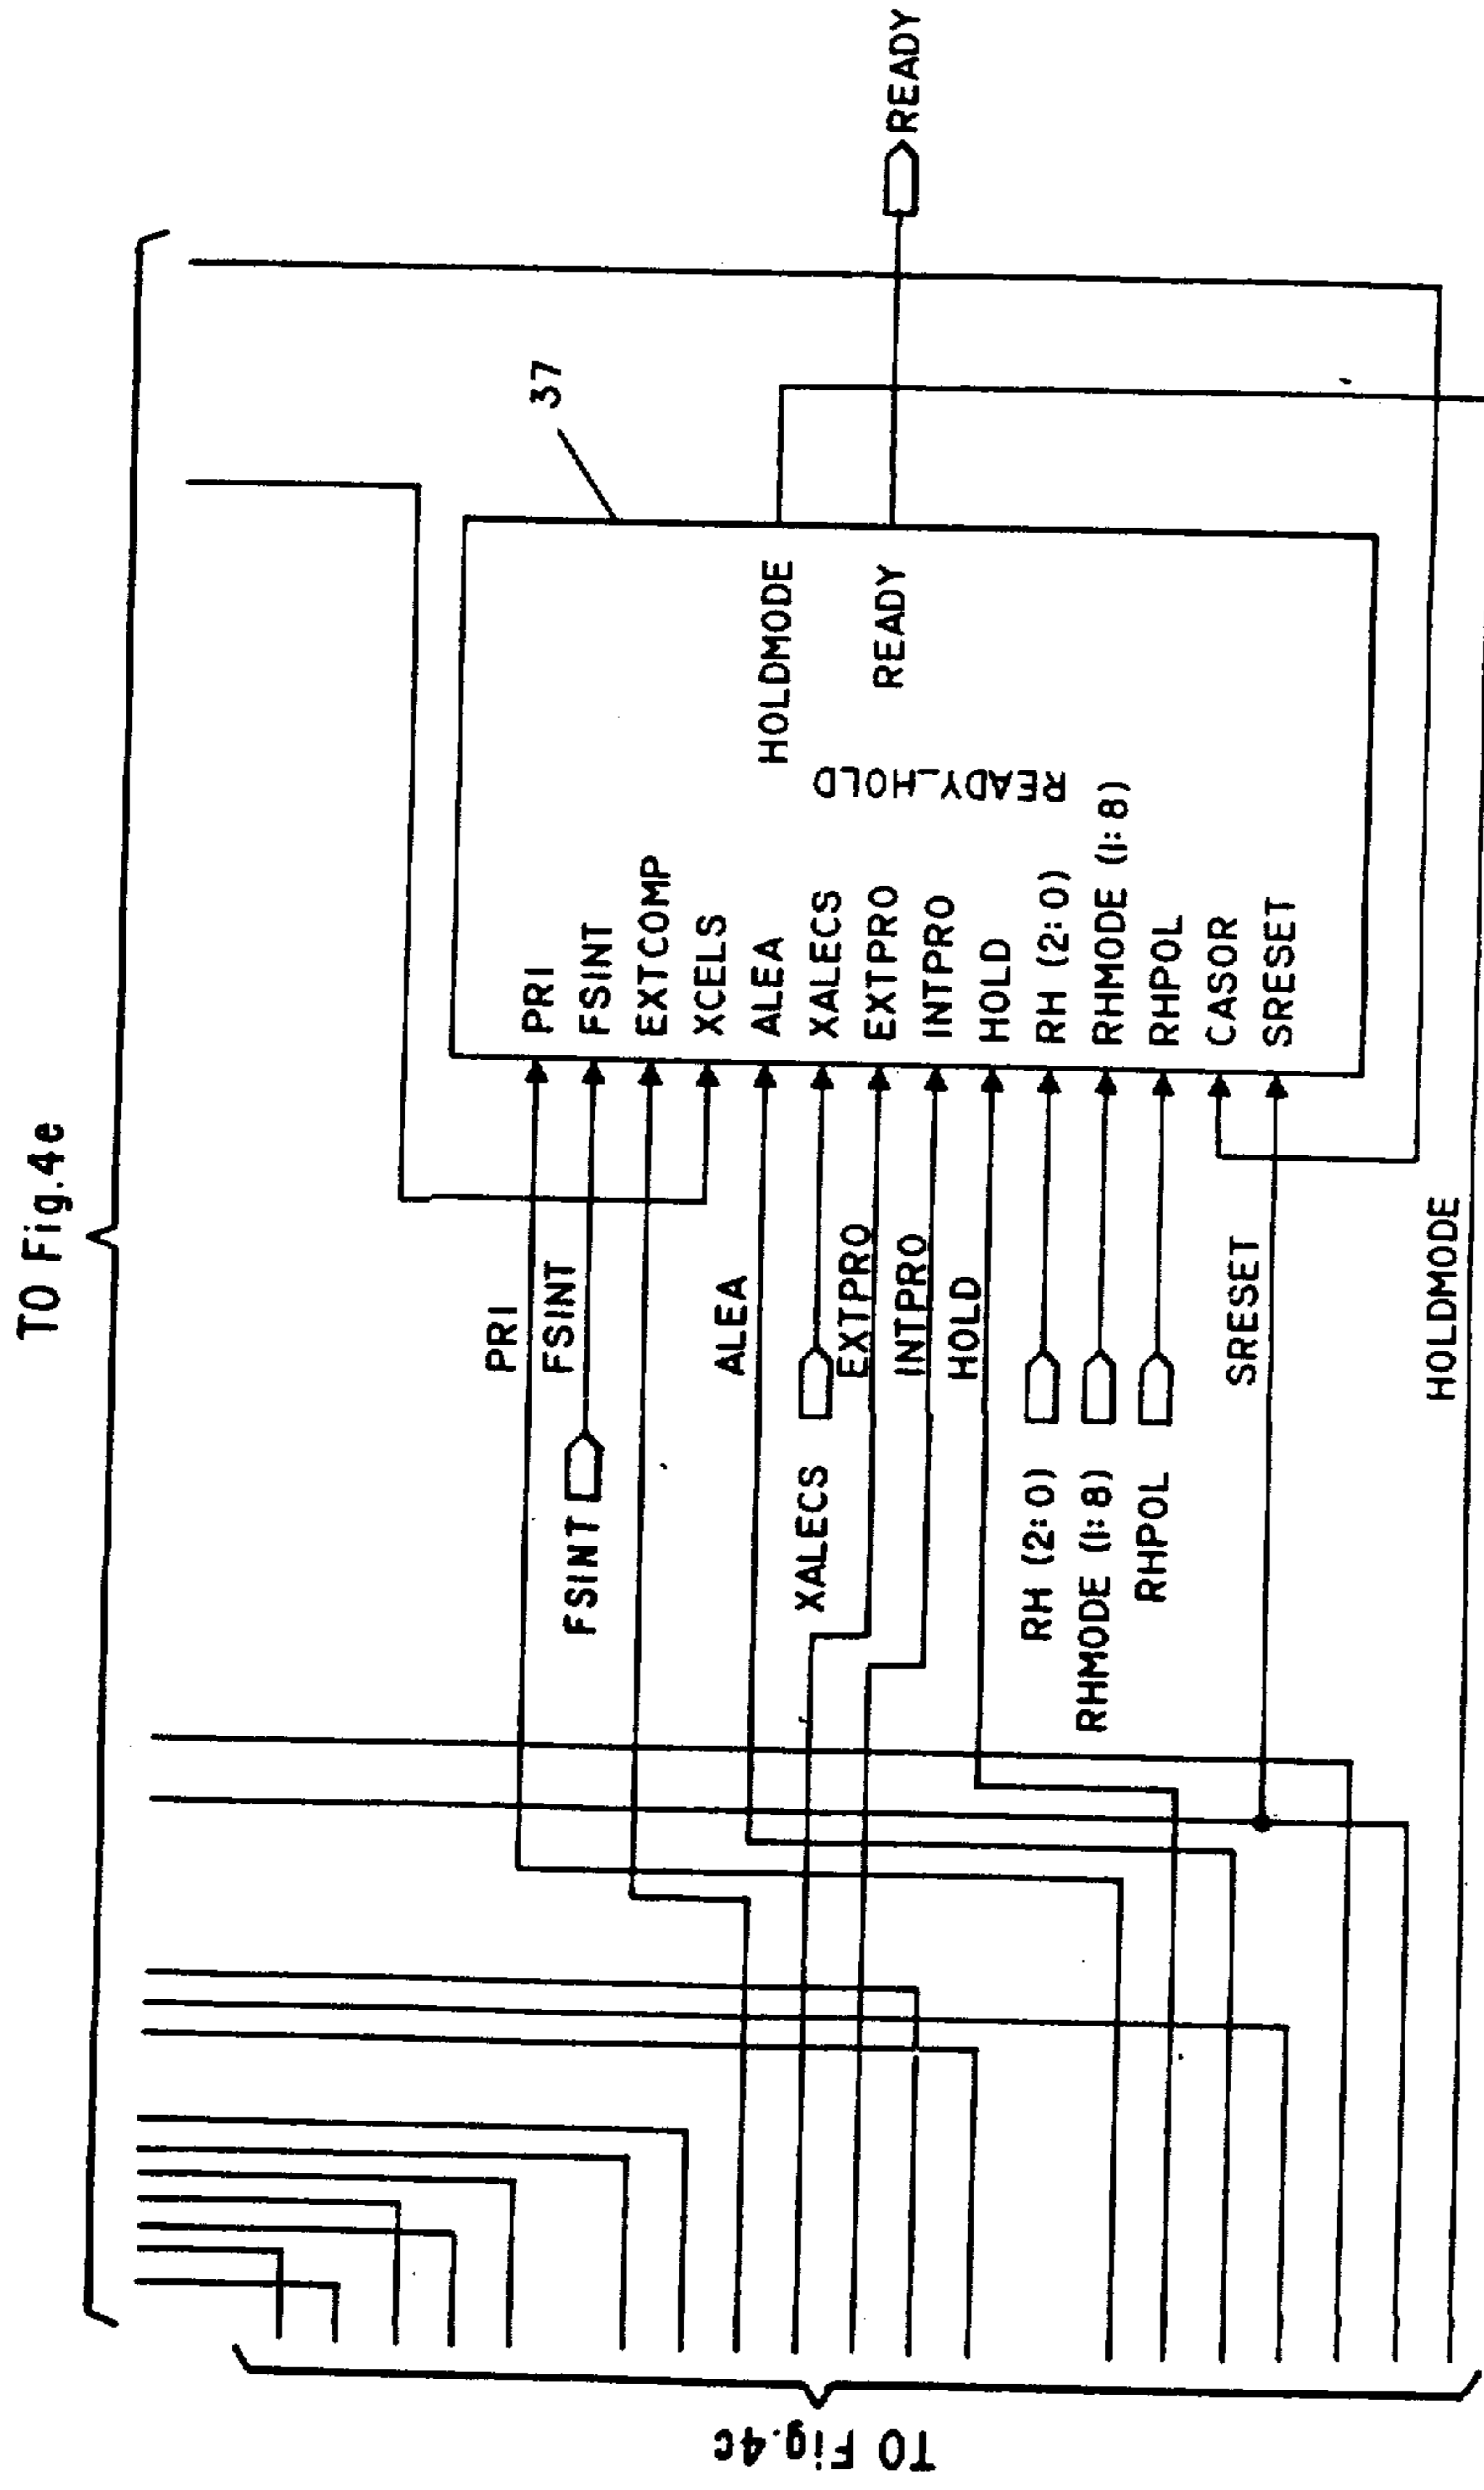 TO Fig.4e
TO Fig.4c
37
PRI
FSINT
EXTCOMP
XCELS
ALEA
XALECS
EXTPRO
INTPRO
HOLD
RH (2:0)
RHMODE (1:8)
RHPOL
CASOR
SRESET
READY_HOLD
HOLDMODE
READY
READY
PRI
FSINT
FSINT
ALEA
XALECS
EXTPRO
INTPRO
HOLD
RH (2:0)
RHMODE (1:8)
RHPOL
SRESET
HOLDMODE